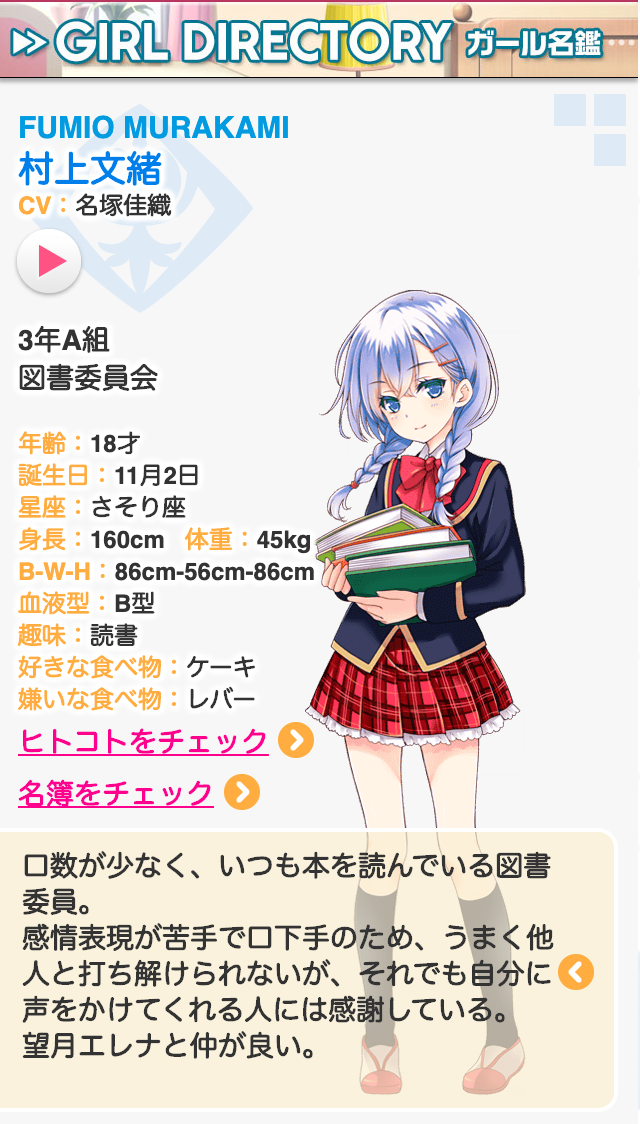 GIRL DIRECTORY ガール名鑑
FUMIO MURAKAMI
村上文緒
CV：名塚佳織
3年A組
図書委員会
年齢：18才
誕生日：11月2日
星座：さそり座
身長：160cm 体重：45kg
B-W-H：86cm-56cm-86cm
血液型：B型
趣味：読書
好きな食べ物：ケーキ
嫌いな食べ物：レバー
ヒトコトをチェック
名簿をチェック
口数が少なく、いつも本を読んでいる図書
委員。
感情表現が苦手で口下手のため、うまく他
人と打ち解けられないが、それでも自分に
声をかけてくれる人には感謝している。
望月エレナと仲が良い。